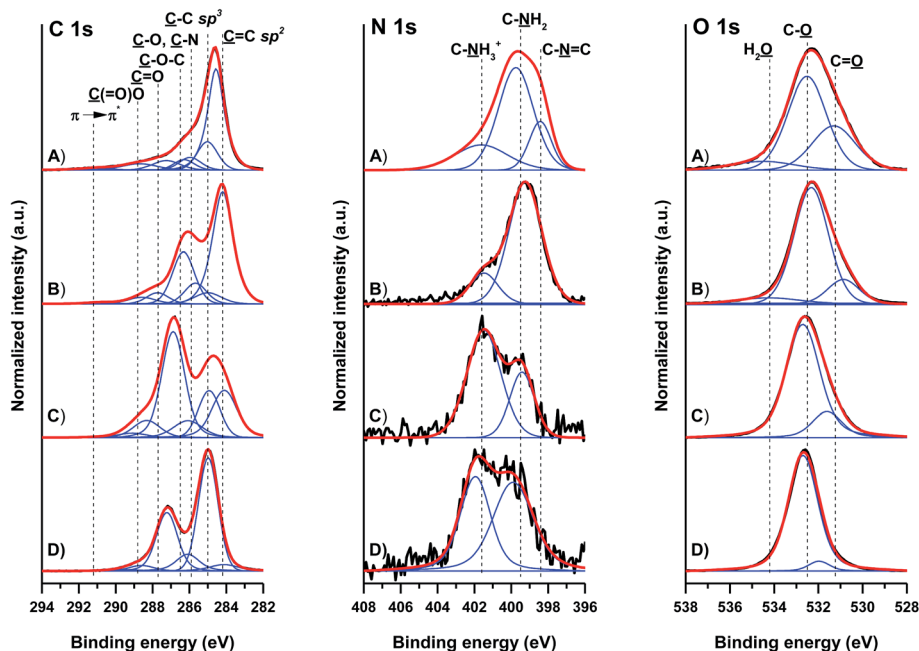 C 1s
C-C sp³
C-O, C-N
C=C sp²
C-O-C
C=O
C(=O)O
π → π*
A)
B)
C)
D)
Normalized intensity (a.u.)
294 292 290 288 286 284 282
Binding energy (eV)
N 1s
C-NH₂
C-NH₃⁺
C-N=C
A)
B)
C)
D)
Normalized intensity (a.u.)
408 406 404 402 400 398 396
Binding energy (eV)
O 1s
C-O
H₂O
C=O
A)
B)
C)
D)
Normalized intensity (a.u.)
538 536 534 532 530 528
Binding energy (eV)